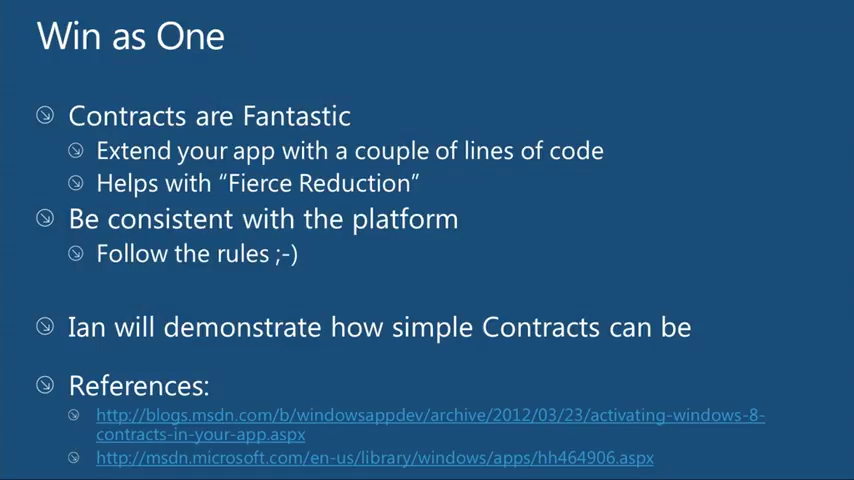 Win as One
Contracts are Fantastic
Extend your app with a couple of lines of code
Helps with “Fierce Reduction”
Be consistent with the platform
Follow the rules ;-)
Ian will demonstrate how simple Contracts can be
References:
http://blogs.msdn.com/b/windowsappdev/archive/2012/03/23/activating-windows-8-
contracts-in-your-app.aspx
http://msdn.microsoft.com/en-us/library/windows/apps/hh464906.aspx